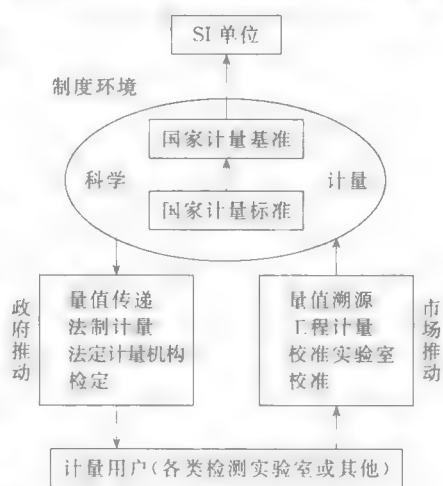 SI 单位
制度环境
国家计量基准
科学
计量
国家计量标准
政府推动
量值传递
法制计量
法定计量机构
检定
量值溯源
工程计量
校准实验室
校准
市场推动
计量用户(各类检测实验室或其他)